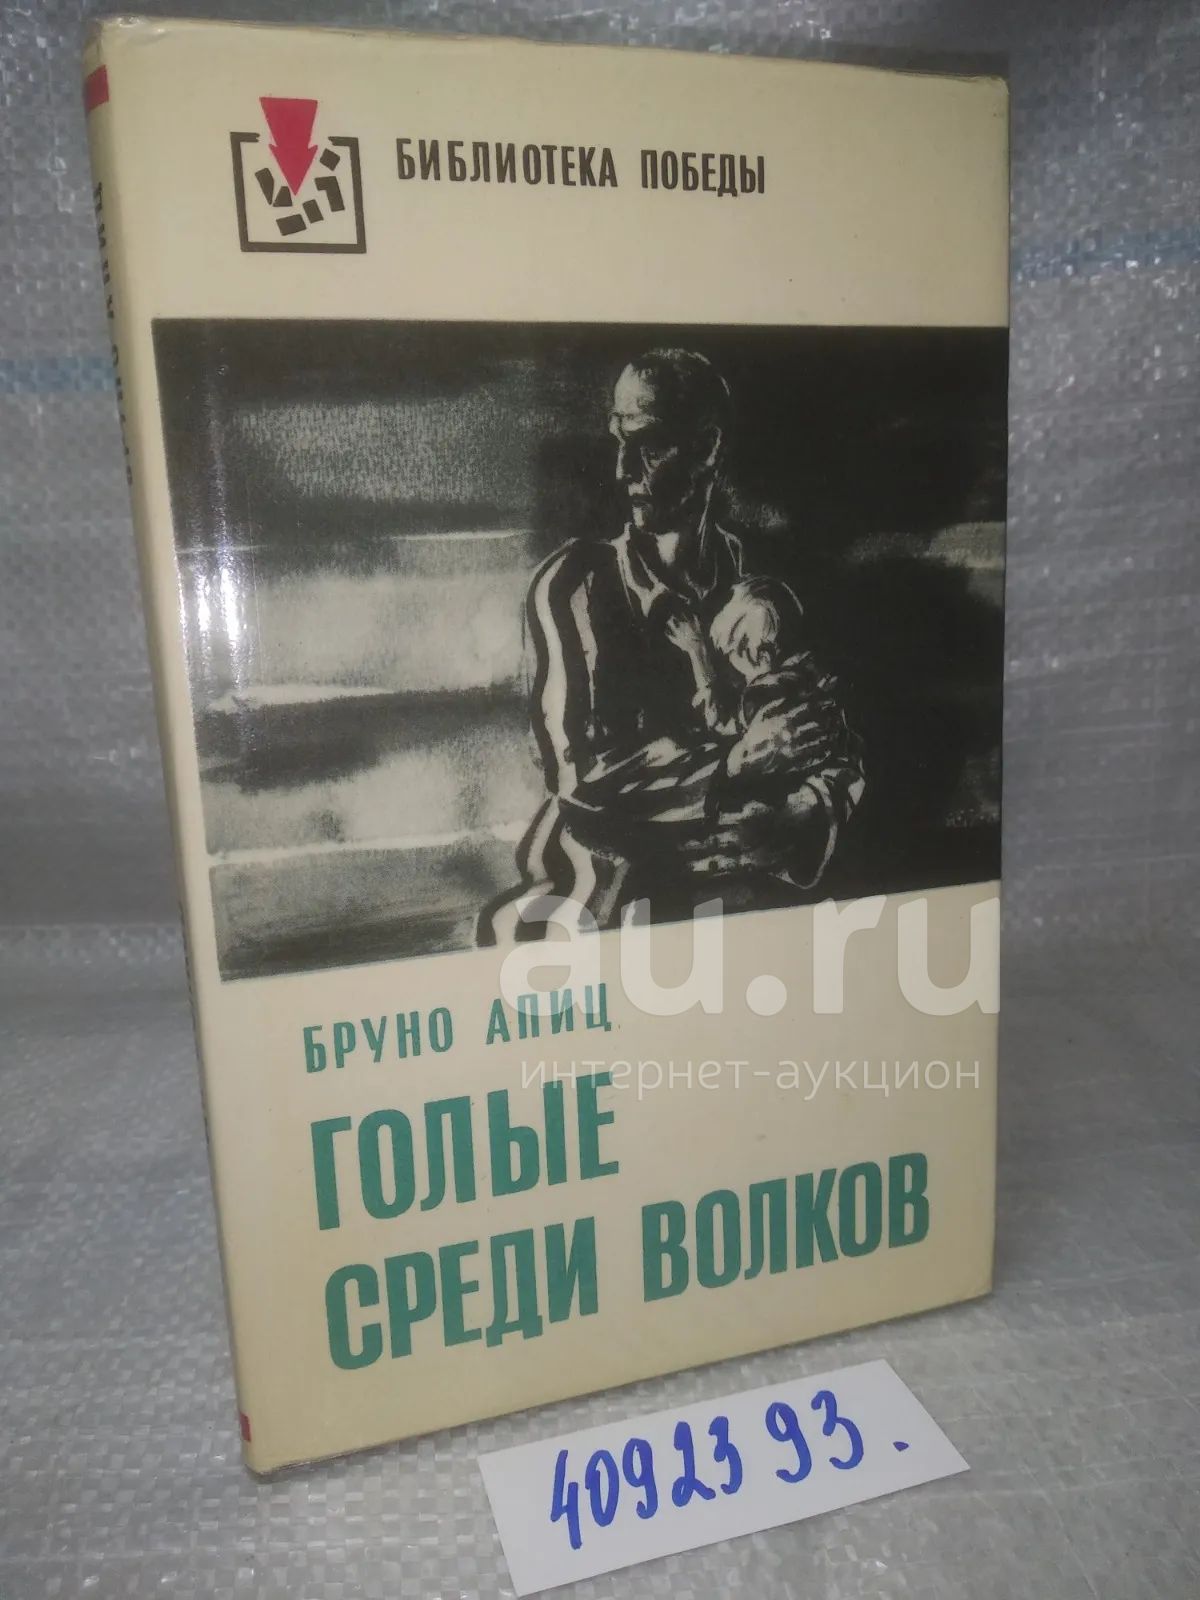 БИБЛИОТЕКА ПОБЕДЫ
БРУНО АПИЦ
ГОЛЫЕ
СРЕДИ ВОЛКОВ
au.ru
интернет-аукцион
4092393.